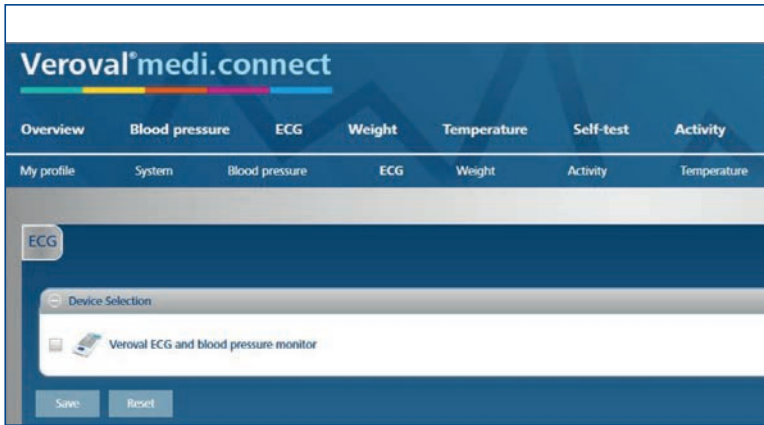 Veroval®medi.connect
Overview Blood pressure ECG Weight Temperature Self-test Activity
My profile System Blood pressure ECG Weight Activity Temperature
ECG
Device Selection
Veroval ECG and blood pressure monitor
Save Reset